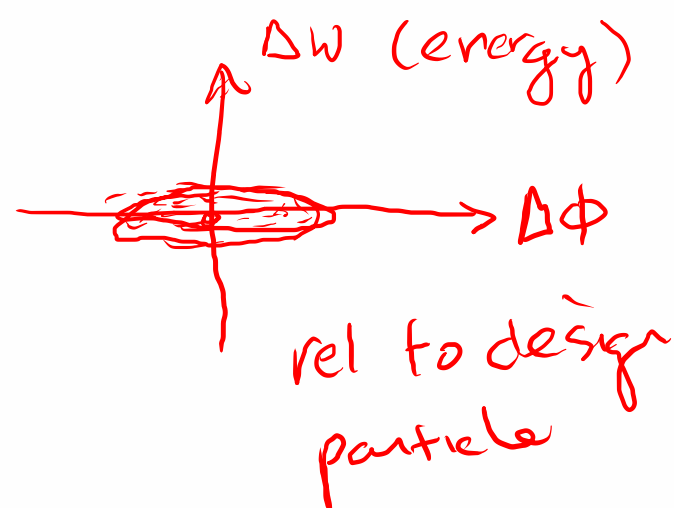 ΔW (energy)
Δϕ
rel to design
particle